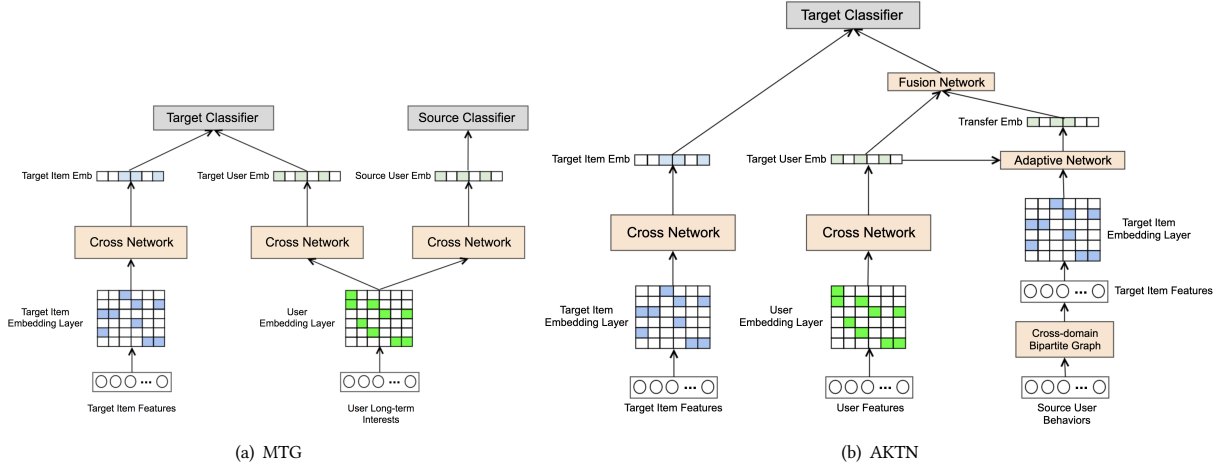 Target Classifier
Source Classifier
Target Item Emb
Target User Emb
Source User Emb
Cross Network
Cross Network
Cross Network
Target Item
Embedding Layer
User
Embedding Layer
Target Item Features
User Long-term
Interests
(a) MTG
Target Classifier
Fusion Network
Transfer Emb
Target Item Emb
Target User Emb
Adaptive Network
Cross Network
Cross Network
Target Item
Embedding Layer
Target Item
Embedding Layer
User
Embedding Layer
Target Item Features
Cross-domain
Bipartite Graph
Target Item Features
User Features
Source User
Behaviors
(b) AKTN